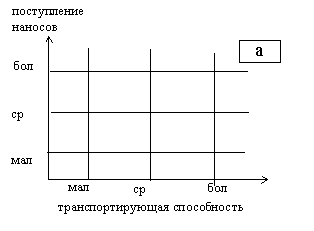 поступление
наносов
а
бол
ср
мал
мал ср бол
транспортирующая способность